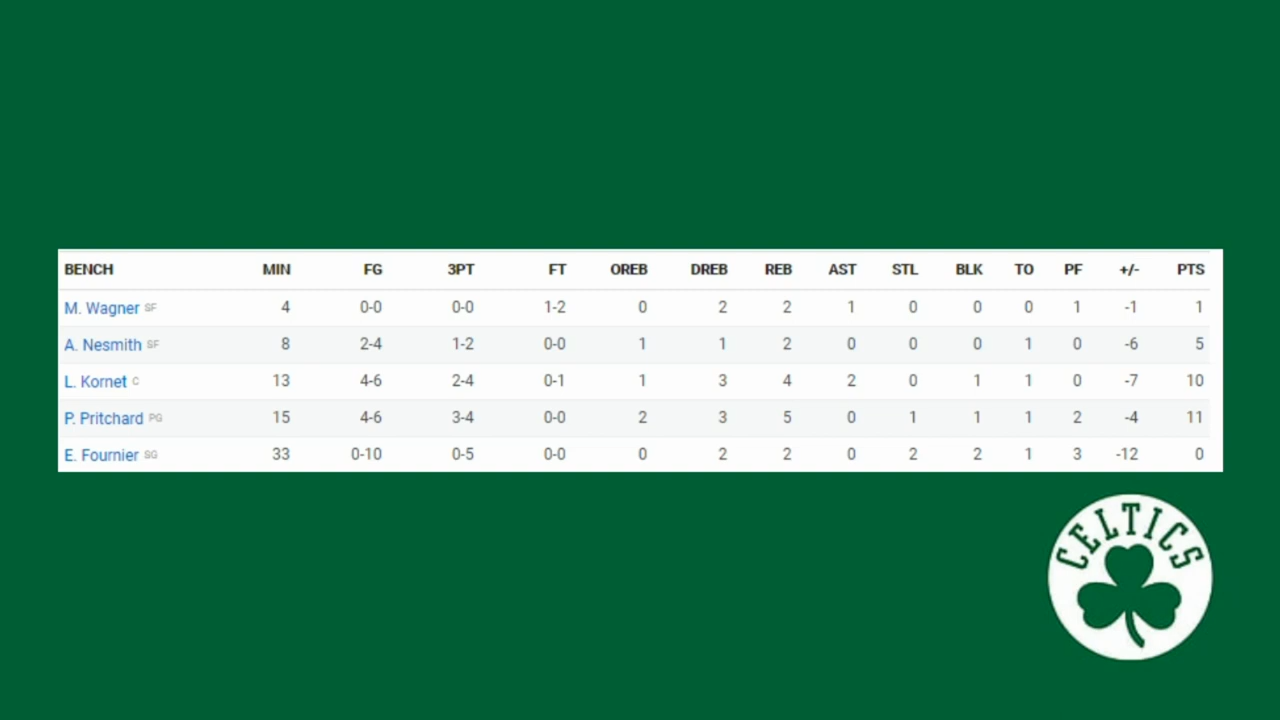 BENCH MIN FG 3PT FT OREB DREB REB AST STL BLK TO PF +/- PTS
M. Wagner SF 4 0-0 0-0 1-2 0 2 2 1 0 0 0 1 -1 1
A. Nesmith SF 8 2-4 1-2 0-0 1 1 2 0 0 0 1 0 -6 5
L. Kornet C 13 4-6 2-4 0-1 1 3 4 2 0 1 1 0 -7 10
P. Pritchard PG 15 4-6 3-4 0-0 2 3 5 0 1 1 1 2 -4 11
E. Fournier SG 33 0-10 0-5 0-0 0 2 2 0 2 2 1 3 -12 0
CELTICS